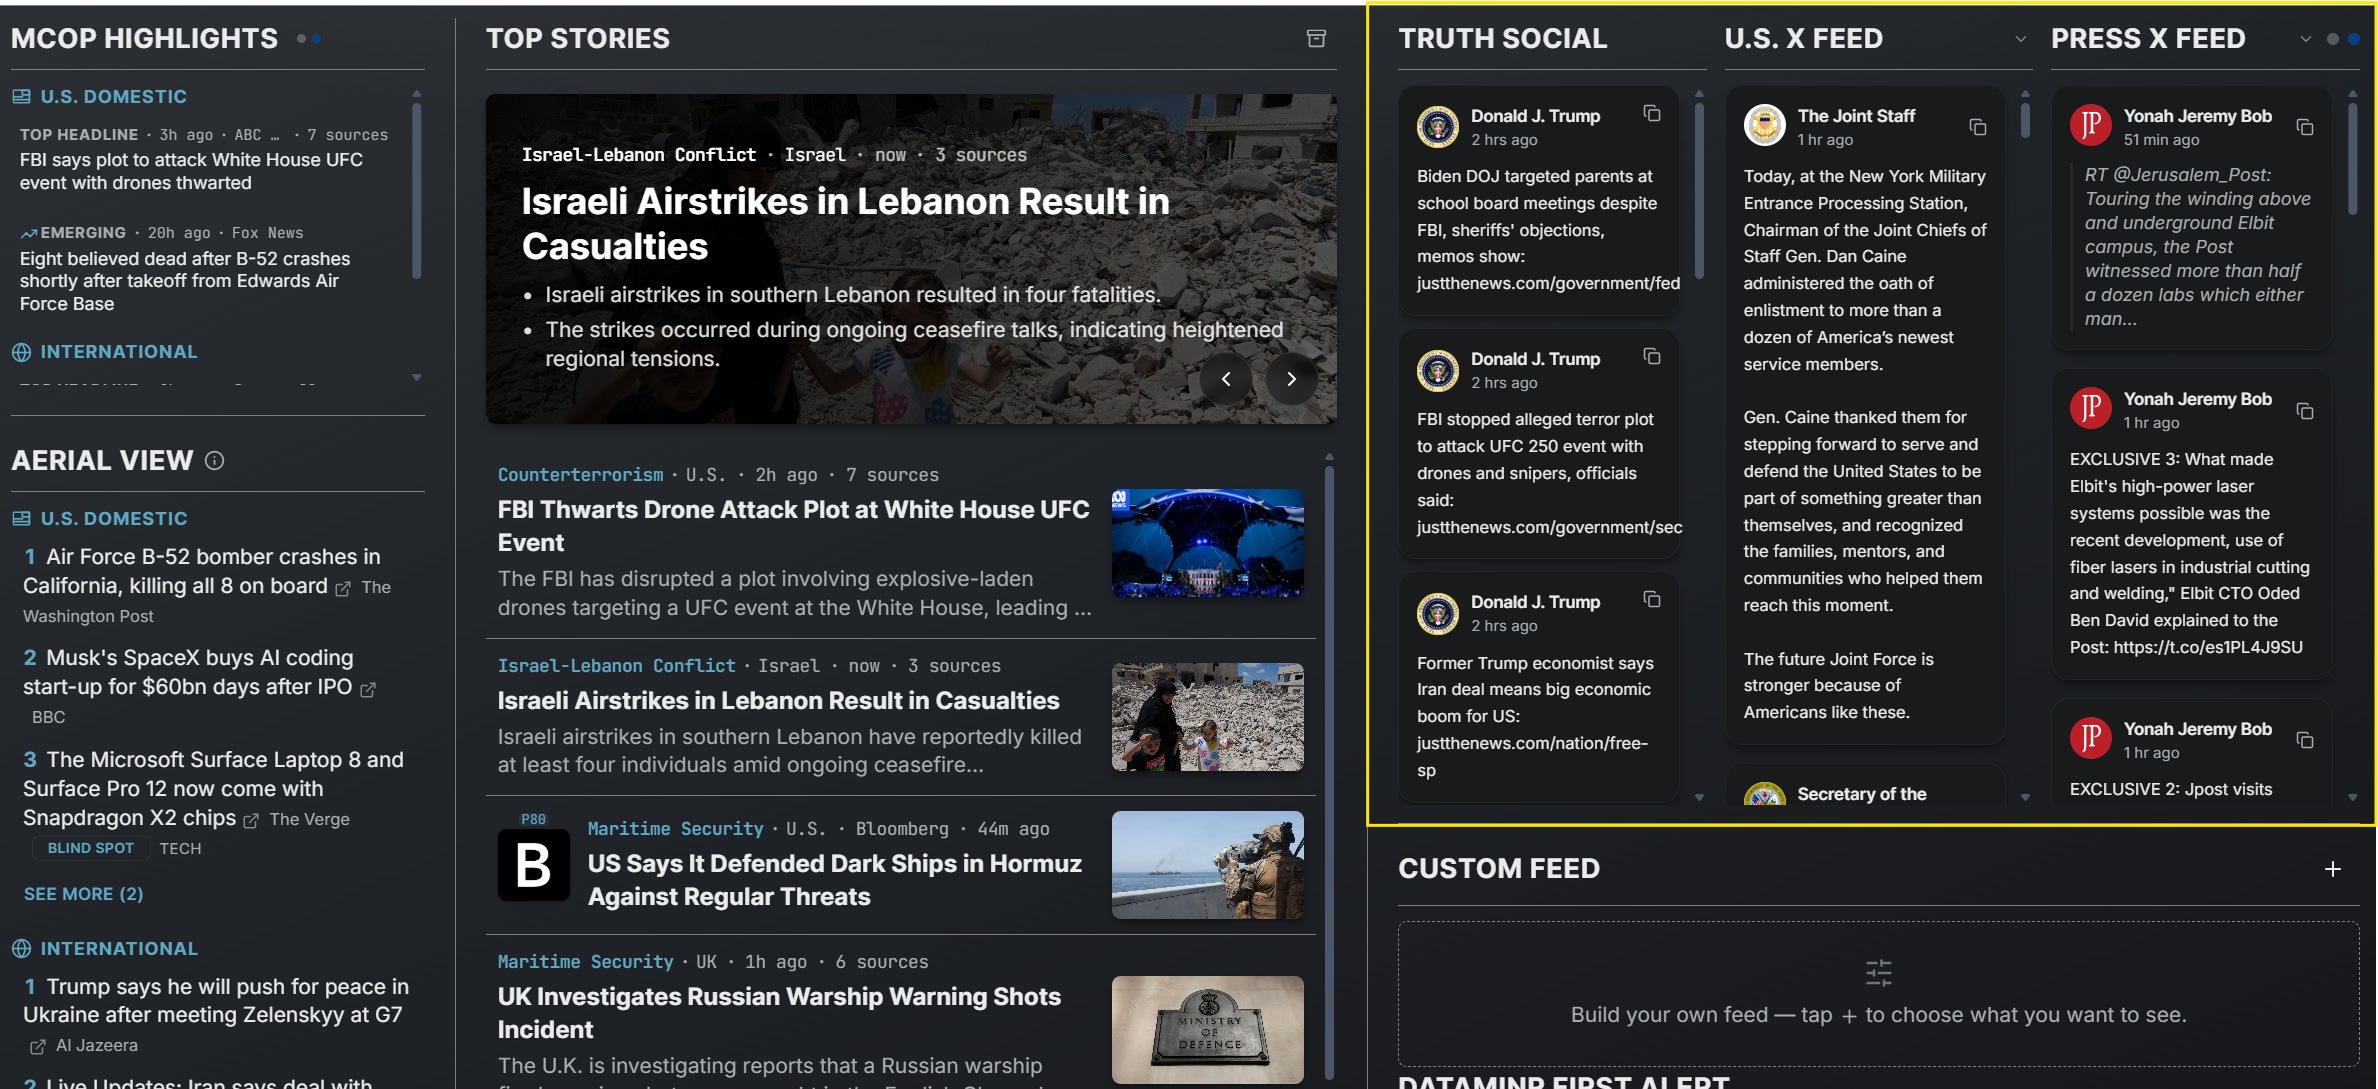 MCOP HIGHLIGHTS
U.S. DOMESTIC
TOP HEADLINE · 3h ago · ABC … · 7 sources
FBI says plot to attack White House UFC
event with drones thwarted
EMERGING · 20h ago · Fox News
Eight believed dead after B-52 crashes
shortly after takeoff from Edwards Air
Force Base
INTERNATIONAL
AERIAL VIEW
U.S. DOMESTIC
1 Air Force B-52 bomber crashes in
California, killing all 8 on board The
Washington Post
2 Musk's SpaceX buys AI coding
start-up for $60bn days after IPO
BBC
3 The Microsoft Surface Laptop 8 and
Surface Pro 12 now come with
Snapdragon X2 chips The Verge
BLIND SPOT TECH
SEE MORE (2)
INTERNATIONAL
1 Trump says he will push for peace in
Ukraine after meeting Zelenskyy at G7
Al Jazeera
2 Live Updates: Iran says deal with
TOP STORIES
Israel-Lebanon Conflict · Israel · now · 3 sources
Israeli Airstrikes in Lebanon Result in
Casualties
• Israeli airstrikes in southern Lebanon resulted in four fatalities.
• The strikes occurred during ongoing ceasefire talks, indicating heightened
regional tensions.
Counterterrorism · U.S. · 2h ago · 7 sources
FBI Thwarts Drone Attack Plot at White House UFC
Event
The FBI has disrupted a plot involving explosive-laden
drones targeting a UFC event at the White House, leading ...
NEWS
Israel-Lebanon Conflict · Israel · now · 3 sources
Israeli Airstrikes in Lebanon Result in Casualties
Israeli airstrikes in southern Lebanon have reportedly killed
at least four individuals amid ongoing ceasefire...
P80
B
Maritime Security · U.S. · Bloomberg · 44m ago
US Says It Defended Dark Ships in Hormuz
Against Regular Threats
Maritime Security · UK · 1h ago · 6 sources
UK Investigates Russian Warship Warning Shots
Incident
The U.K. is investigating reports that a Russian warship
MINISTRY
OF
DEFENCE
TRUTH SOCIAL
Donald J. Trump
2 hrs ago
Biden DOJ targeted parents at
school board meetings despite
FBI, sheriffs' objections,
memos show:
justthenews.com/government/fed
Donald J. Trump
2 hrs ago
FBI stopped alleged terror plot
to attack UFC 250 event with
drones and snipers, officials
said:
justthenews.com/government/sec
Donald J. Trump
2 hrs ago
Former Trump economist says
Iran deal means big economic
boom for US:
justthenews.com/nation/free-
sp
U.S. X FEED
The Joint Staff
1 hr ago
Today, at the New York Military
Entrance Processing Station,
Chairman of the Joint Chiefs of
Staff Gen. Dan Caine
administered the oath of
enlistment to more than a
dozen of America’s newest
service members.
Gen. Caine thanked them for
stepping forward to serve and
defend the United States to be
part of something greater than
themselves, and recognized
the families, mentors, and
communities who helped them
reach this moment.
The future Joint Force is
stronger because of
Americans like these.
Secretary of the
PRESS X FEED
JP
Yonah Jeremy Bob
51 min ago
RT @Jerusalem_Post:
Touring the winding above
and underground Elbit
campus, the Post
witnessed more than half
a dozen labs which either
man...
JP
Yonah Jeremy Bob
1 hr ago
EXCLUSIVE 3: What made
Elbit's high-power laser
systems possible was the
recent development, use of
fiber lasers in industrial cutting
and welding," Elbit CTO Oded
Ben David explained to the
Post: https://t.co/es1PL4J9SU
JP
Yonah Jeremy Bob
1 hr ago
EXCLUSIVE 2: Jpost visits
CUSTOM FEED
Build your own feed — tap + to choose what you want to see.
DATAMINR FIRST ALERT